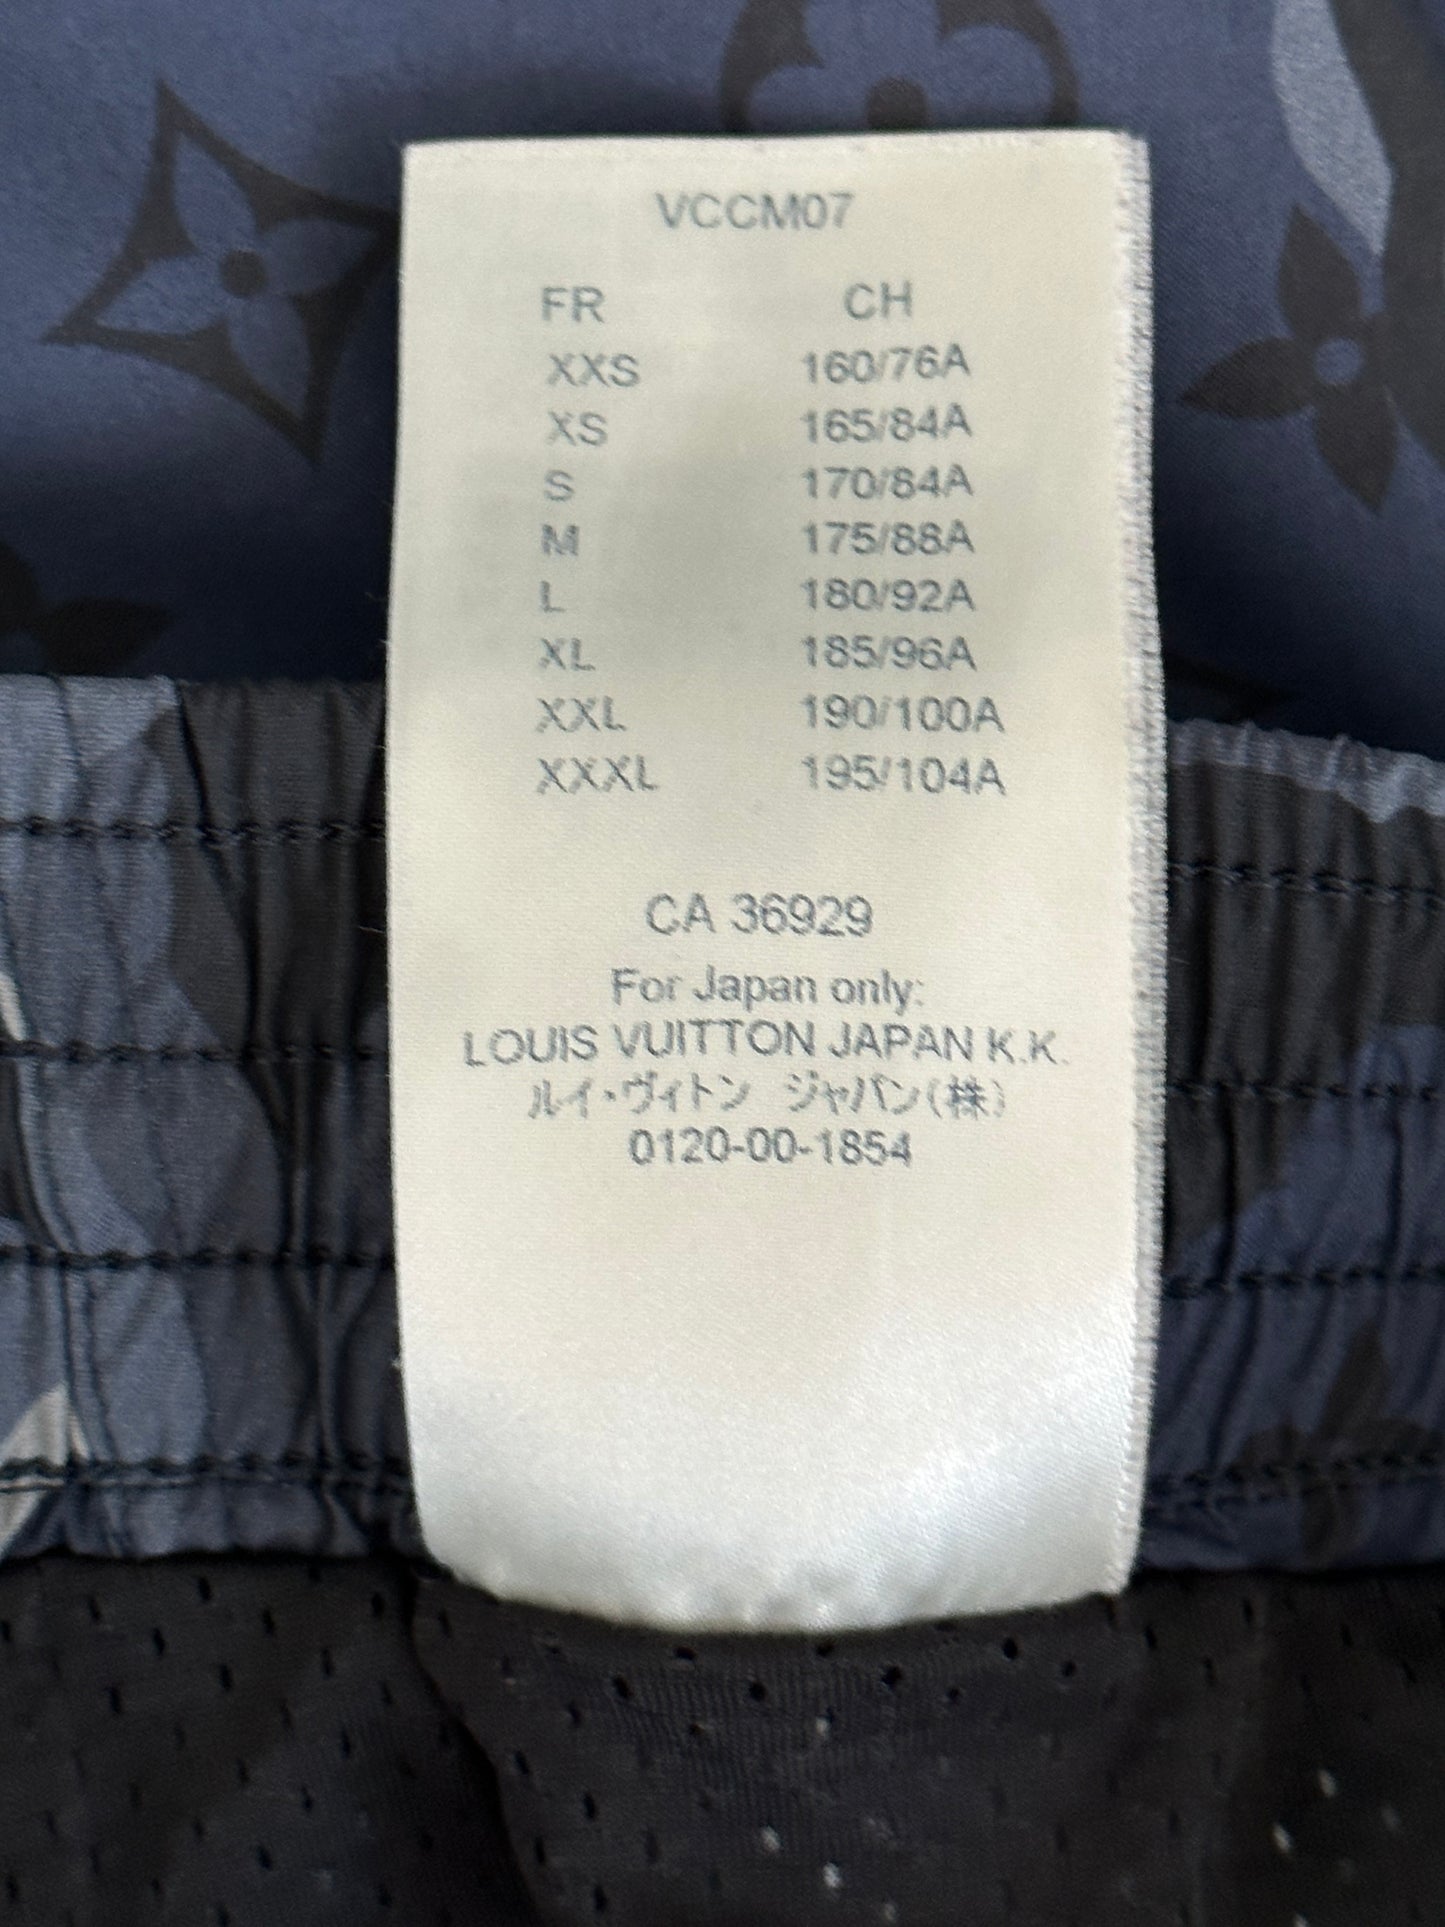 VCCM07
FR CH
XXS 160/76A
XS 165/84A
S 170/84A
M 175/88A
L 180/92A
XL 185/96A
XXL 190/100A
XXXL 195/104A
CA 36929
For Japan only:
LOUIS VUITTON JAPAN K.K.
ルイ・ヴィトン ジャパン(株)
0120-00-1854